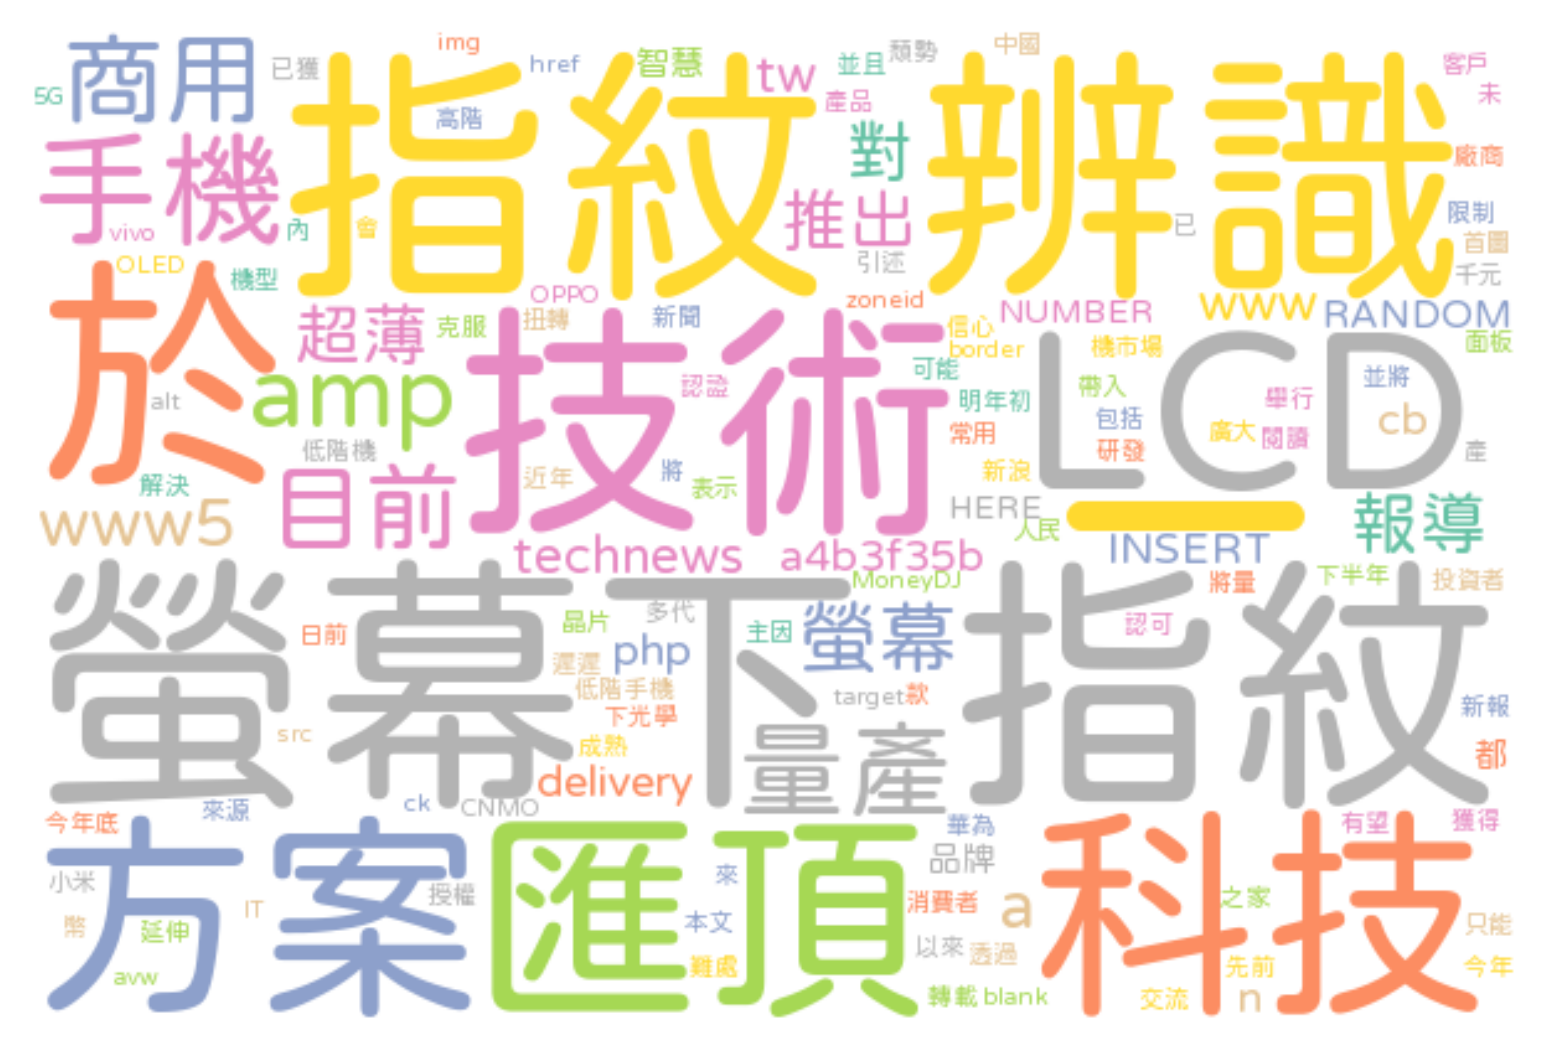 商用
5G
已獲
img
href
高階
智慧
tw
並且
頹勢
產品
中國
客戶
未
廠商
指紋辨識
手機
vivo
內
會
對
推出
引述
已
限制
首圖
千元
OLED
機型
OPPO
扭轉
新聞
zoneid
NUMBER
www
RANDOM
面板
於
超薄
克服
技術
信心
border
機市場
可能
LCD
並將
alt
amp
認證
明年初
帶入
包括
舉行
cb
低階機
常用
研發
廣大
閱讀
產
解決
目前
近年
將
表示
新浪
www5
HERE
人民
_
報導
technews
a4b3f35b
INSERT
MoneyDJ
將量
下半年
投資者
螢幕下指紋
日前
晶片
多代
主因
螢幕
認可
遲遲
php
低階手機
target
款
下光學
新報
src
成熟
量產
都
delivery
今年底
來源
ck
CNMO
華為
有望
獲得
方案
匯頂
科技
小米
授權
來
品牌
幣
延伸
IT
本文
消費者
a
之家
只能
avw
難處
以來
透過
先前
今年
轉載
blank
交流
n